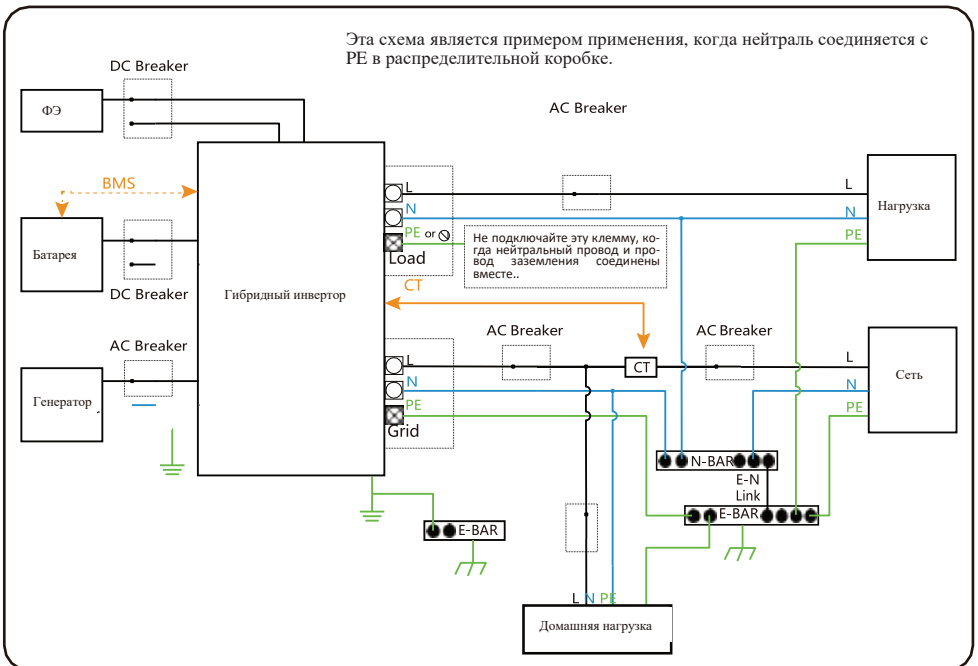 Эта схема является примером применения, когда нейтраль соединяется с
PE в распределительной коробке.
DC Breaker
AC Breaker
ФЭ
BMS
L
N
PE or
Load
L
N
PE
Нагрузка
Не подключайте эту клемму, ко-
гда нейтральный провод и про-
вод заземления соединены
вместе..
Батарея
DC Breaker
Гибридный инвертор
CT
AC Breaker
AC Breaker
AC Breaker
L
N
PE
Grid
CT
L
N
PE
Сеть
Генератор
N-BAR
E-N
Link
E-BAR
E-BAR
L N PE
Домашняя нагрузка